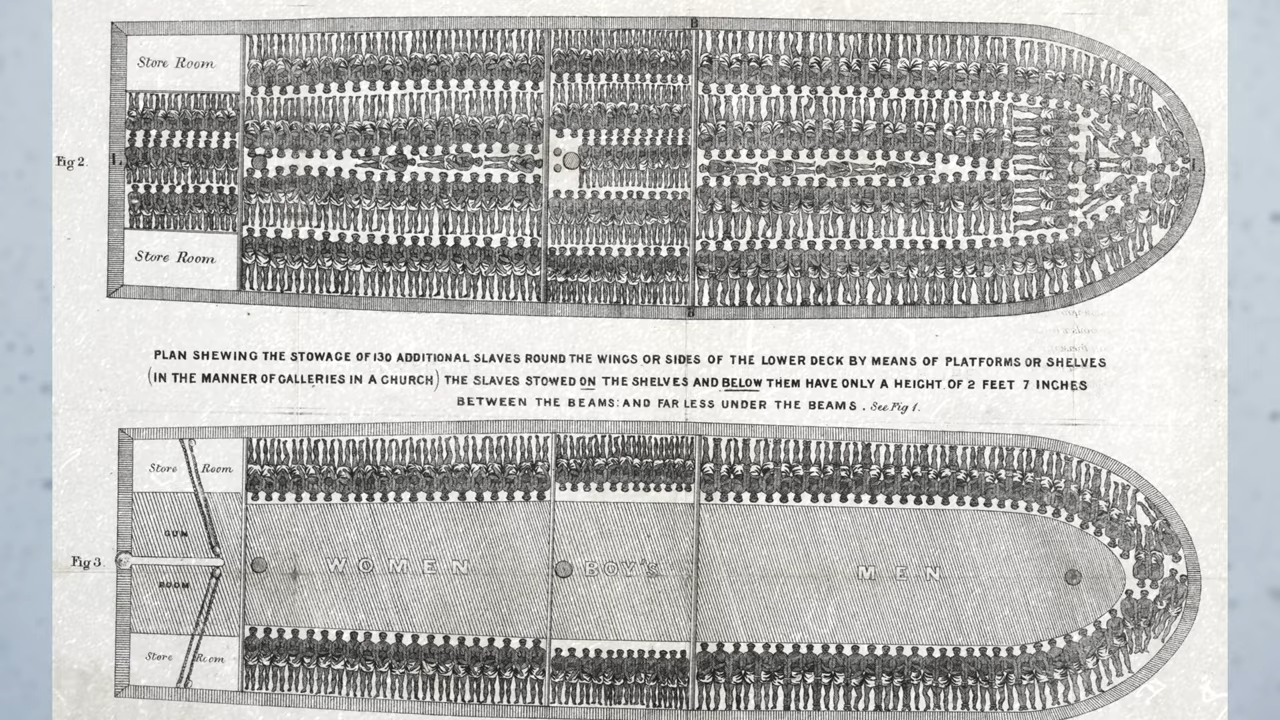 B
Store Room
Fig 2.
Store Room
B
PLAN SHEWING THE STOWAGE OF 130 ADDITIONAL SLAVES ROUND THE WINGS OR SIDES OF THE LOWER DECK BY MEANS OF PLATFORMS OR SHELVES
(IN THE MANNER OF GALLERIES IN A CHURCH) THE SLAVES STOWED ON THE SHELVES AND BELOW THEM HAVE ONLY A HEIGHT OF 2 FEET 7 INCHES
BETWEEN THE BEAMS: AND FAR LESS UNDER THE BEAMS. See Fig 1.
Store Room
GUN
Fig 3.
WOMEN
BOY'S
MEN
ROOM
Store Room